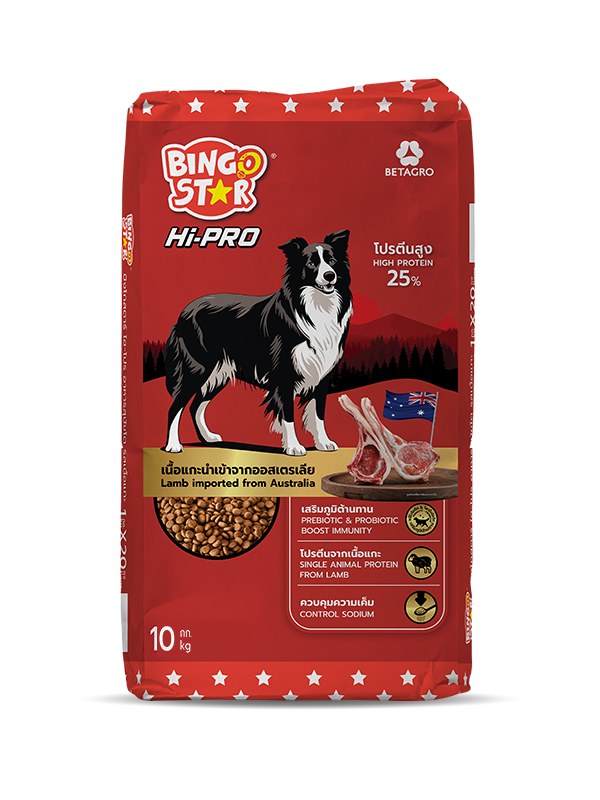 BINGO
STAR
®
Hi-PRO
BETAGRO
โปรตีนสูง
HIGH PROTEIN
25%
เนื้อแกะนำเข้าจากออสเตรเลีย
Lamb imported from Australia
เสริมภูมิต้านทาน
PREBIOTIC & PROBIOTIC
BOOST IMMUNITY
โปรตีนจากเนื้อแกะ
SINGLE ANIMAL PROTEIN
FROM LAMB
ควบคุมความเค็ม
CONTROL SODIUM
10 กก.
kg
BINGO
STAR